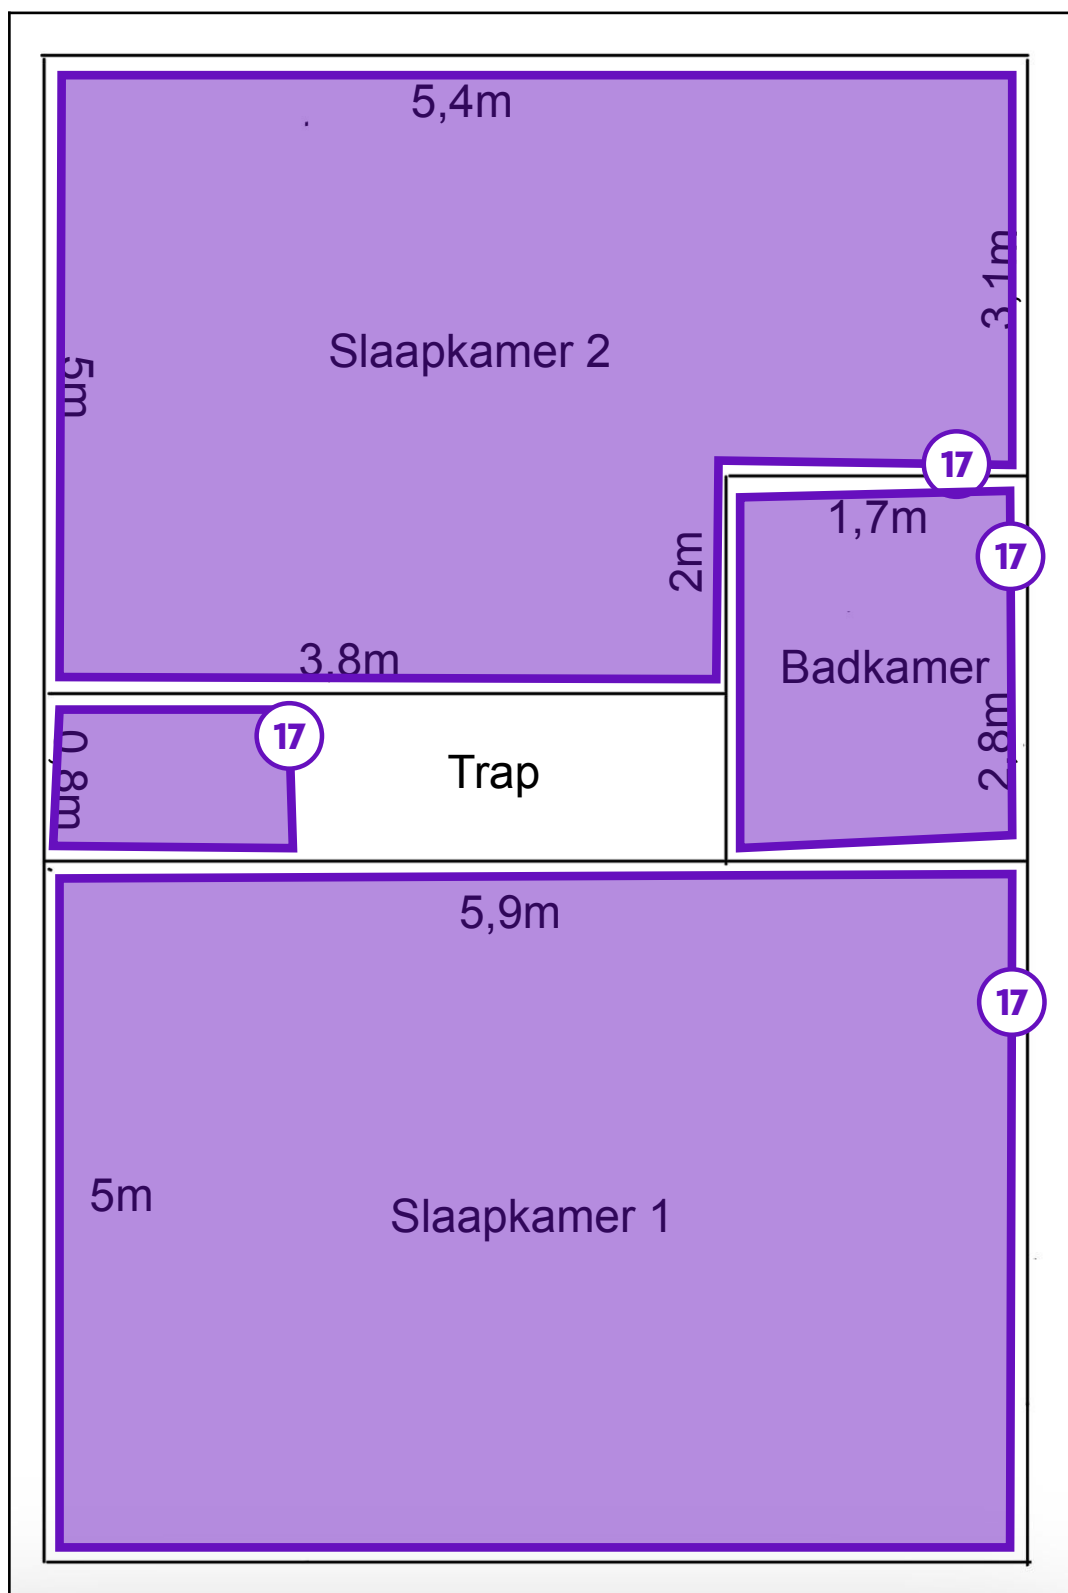 5,4m
3,1m
Slaapkamer 2
5m
17
1,7m
17
2m
3,8m
Badkamer
2,8m
17
0,8m
Trap
5,9m
17
5m
Slaapkamer 1